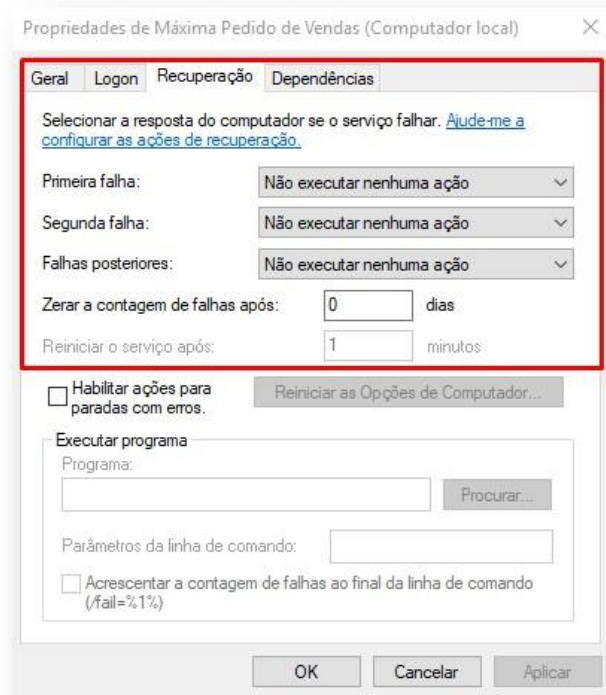 Propriedades de Máxima Pedido de Vendas (Computador local)
Geral Logon Recuperação Dependências
Selecionar a resposta do computador se o serviço falhar. Ajude-me a
configurar as ações de recuperação.
Primeira falha: Não executar nenhuma ação
Segunda falha: Não executar nenhuma ação
Falhas posteriores: Não executar nenhuma ação
Zerar a contagem de falhas após: 0 dias
Reiniciar o serviço após: 1 minutos
Habilitar ações para
paradas com erros.
Reiniciar as Opções de Computador...
Executar programa
Programa:
Procurar...
Parâmetros da linha de comando:
Acrescentar a contagem de falhas ao final da linha de comando
(/fail=%1%)
OK Cancelar Aplicar